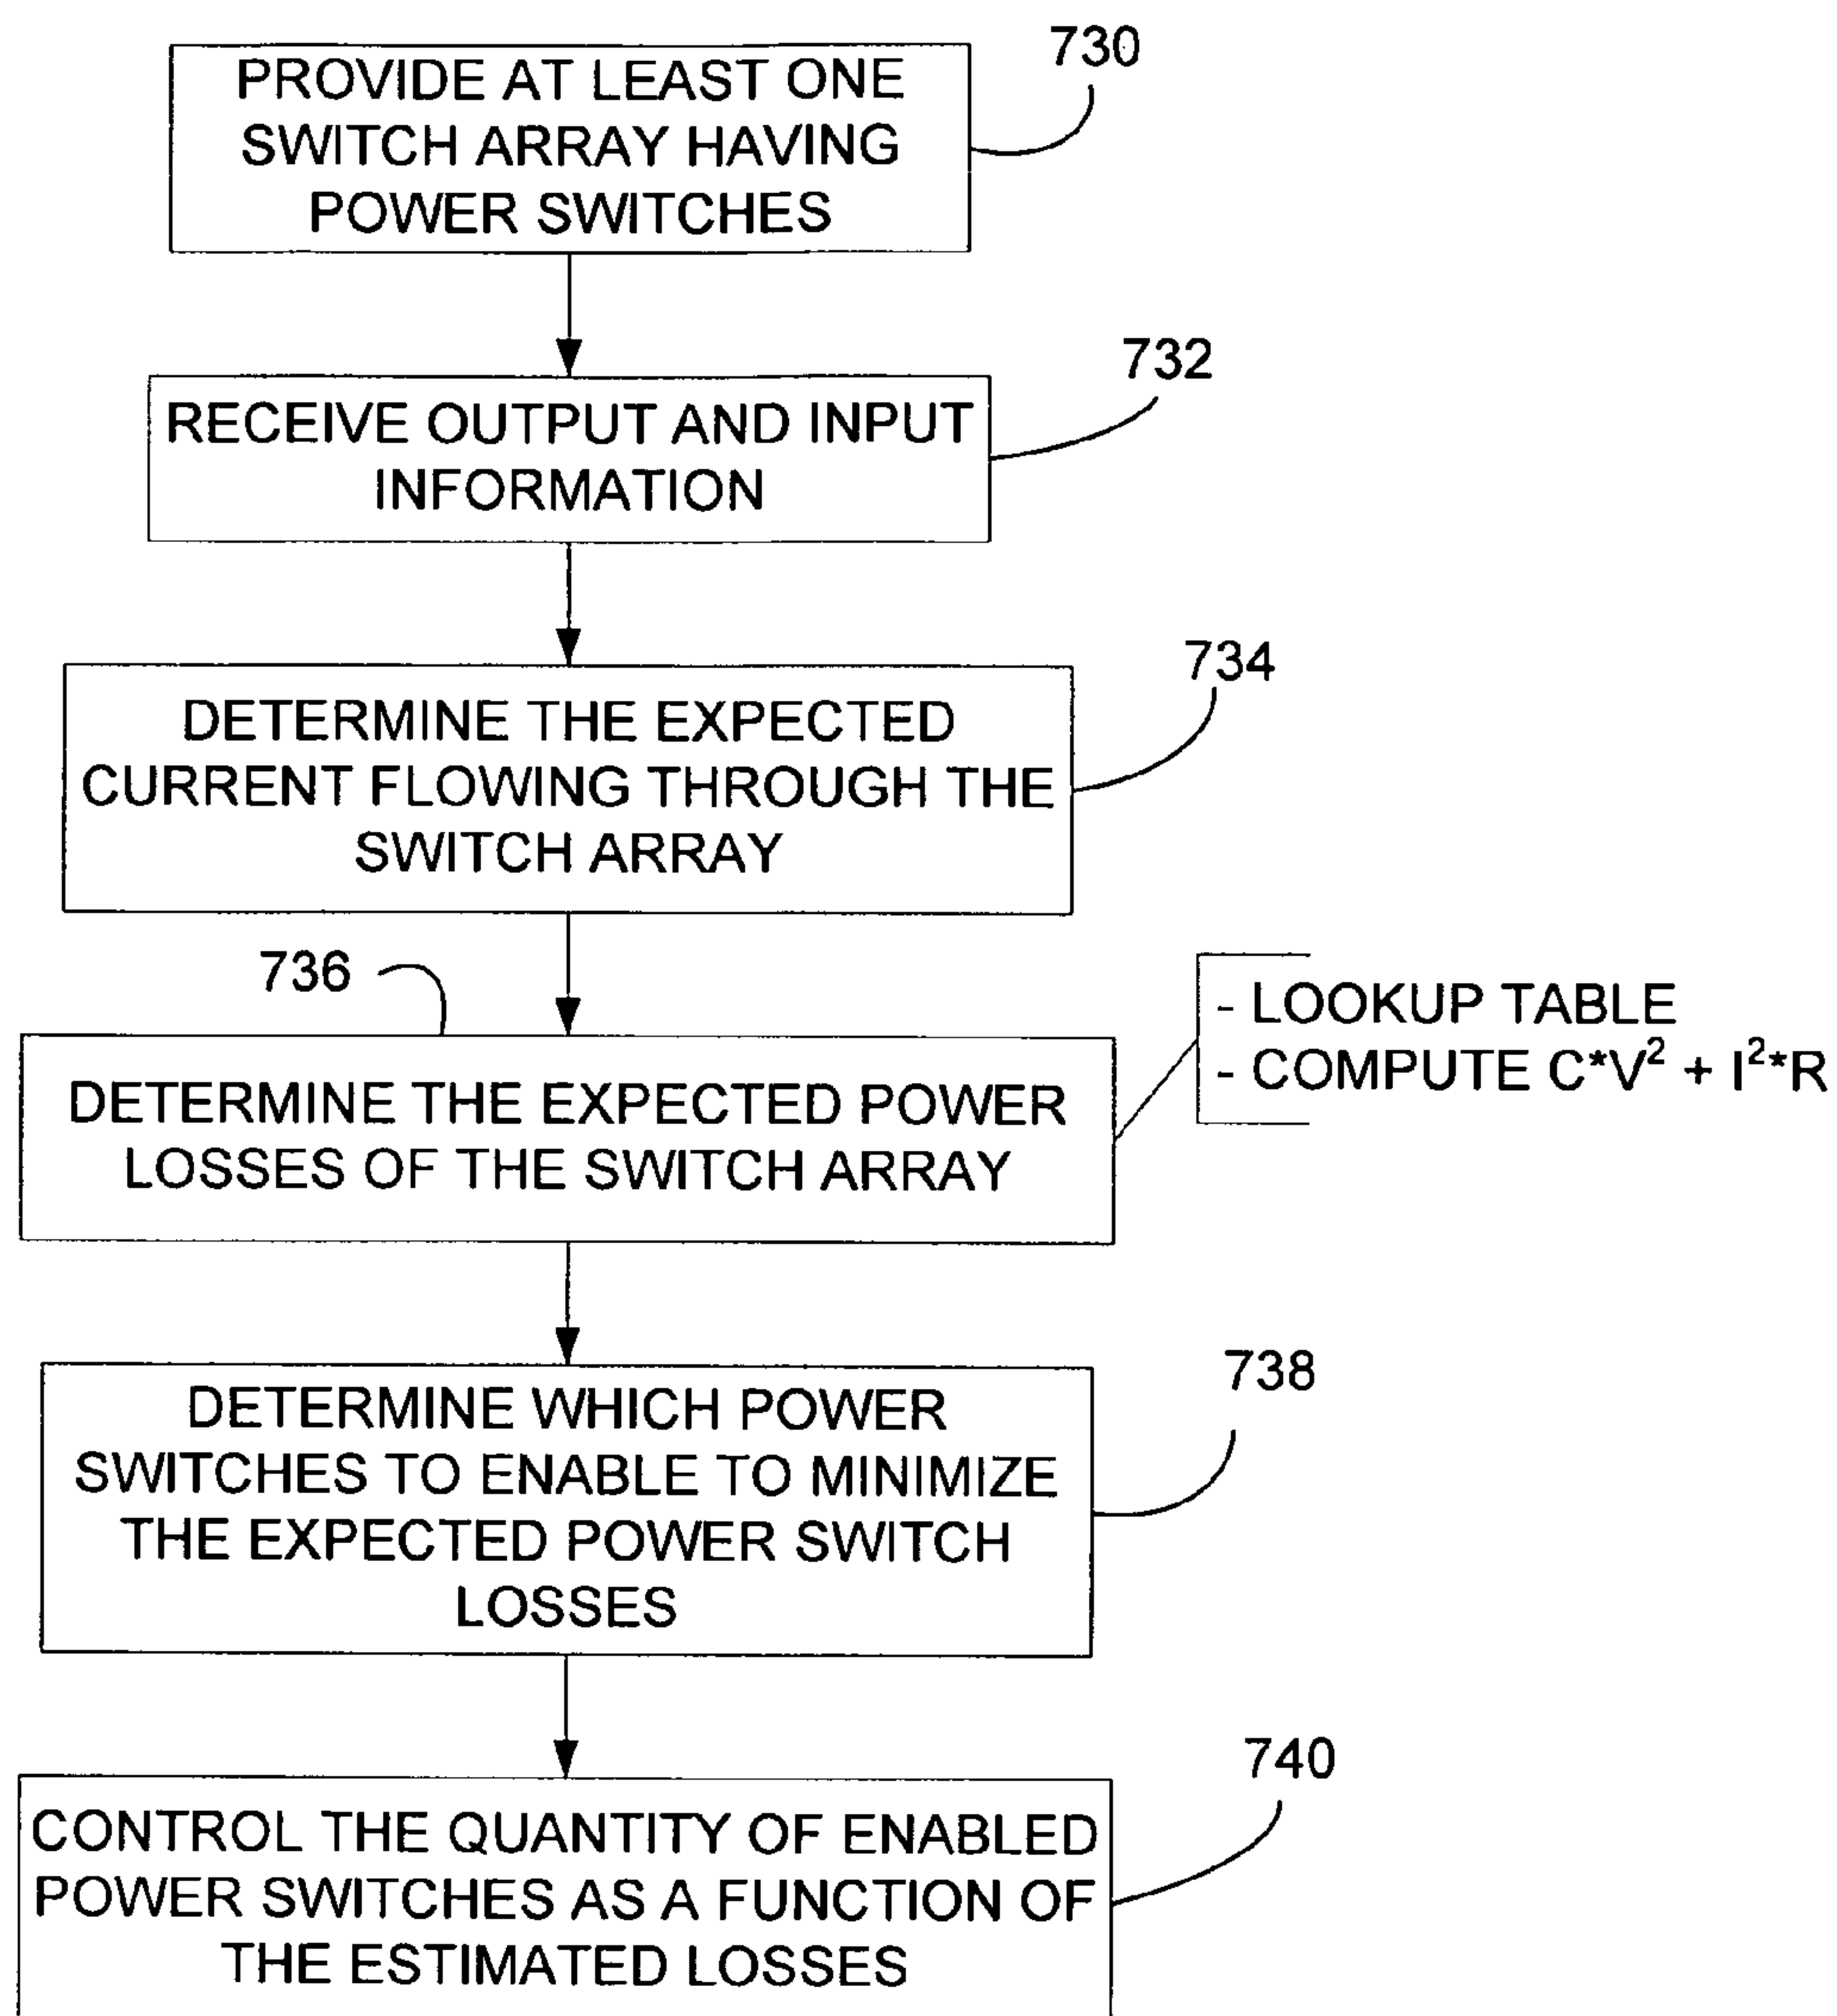 730
PROVIDE AT LEAST ONE
SWITCH ARRAY HAVING
POWER SWITCHES
732
RECEIVE OUTPUT AND INPUT
INFORMATION
734
DETERMINE THE EXPECTED
CURRENT FLOWING THROUGH THE
SWITCH ARRAY
736
DETERMINE THE EXPECTED POWER
LOSSES OF THE SWITCH ARRAY
- LOOKUP TABLE
- COMPUTE C*V² + I²*R
738
DETERMINE WHICH POWER
SWITCHES TO ENABLE TO MINIMIZE
THE EXPECTED POWER SWITCH
LOSSES
740
CONTROL THE QUANTITY OF ENABLED
POWER SWITCHES AS A FUNCTION OF
THE ESTIMATED LOSSES